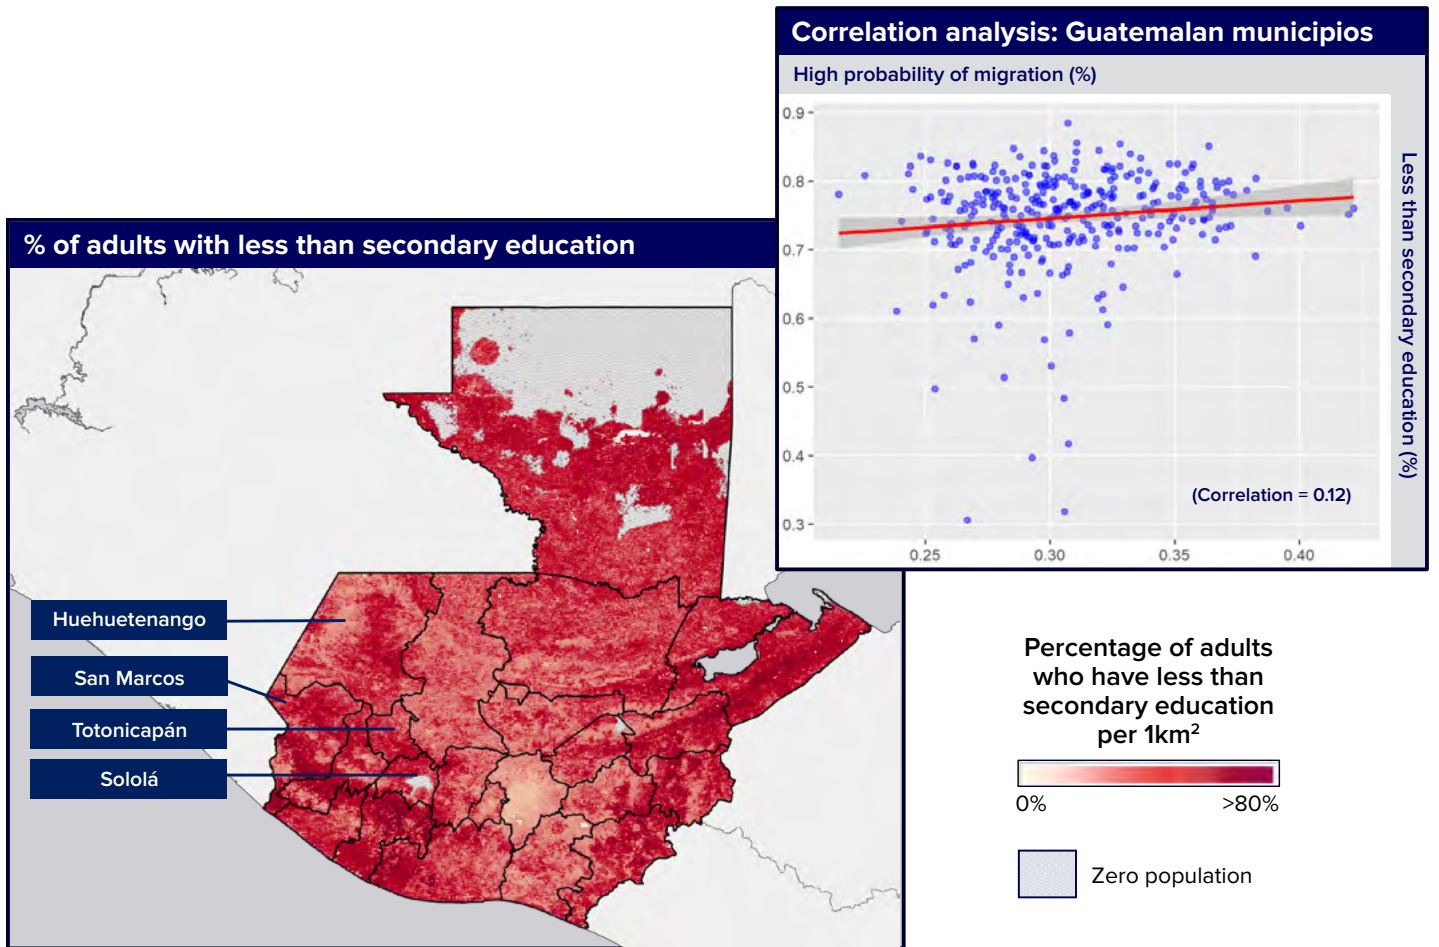 Correlation analysis: Guatemalan municipios
High probability of migration (%)
0.9
0.8
0.7
0.6
0.5
0.4
0.3
0.25
0.30
0.35
0.40
(Correlation = 0.12)
Less than secondary education (%)
% of adults with less than secondary education
Huehuetenango
San Marcos
Totonicapán
Sololá
Percentage of adults
who have less than
secondary education
per 1km²
0%
>80%
Zero population